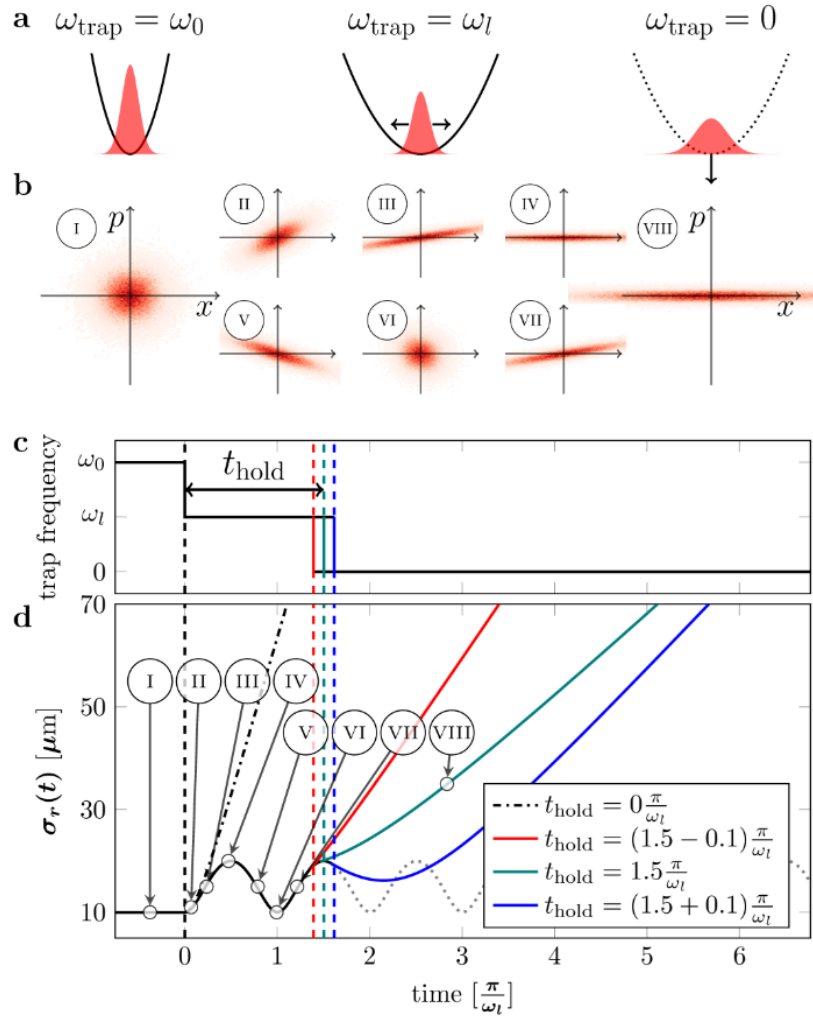 a ω_trap = ω_0 ω_trap = ω_l ω_trap = 0
b
I p x
II III IV
V VI VII
VIII p x
c
trap frequency
ω_0
ω_l
0
t_hold
d
σ_r(t) [μm]
70
50
30
10
I II III IV
V VI VII VIII
t_hold = 0 π/ω_l
t_hold = (1.5 − 0.1) π/ω_l
t_hold = 1.5 π/ω_l
t_hold = (1.5 + 0.1) π/ω_l
0 1 2 3 4 5 6
time [π/ω_l]